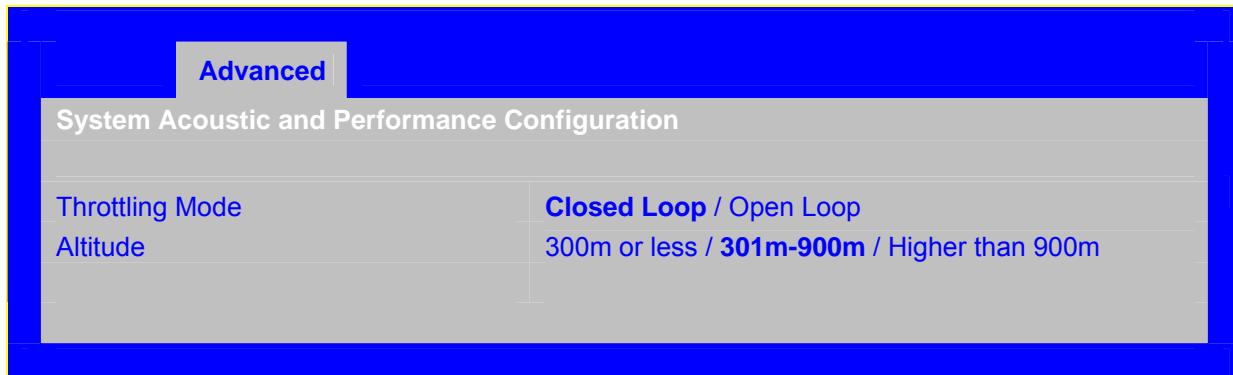 Advanced
System Acoustic and Performance Configuration
Throttling Mode Closed Loop / Open Loop
Altitude 300m or less / 301m-900m / Higher than 900m